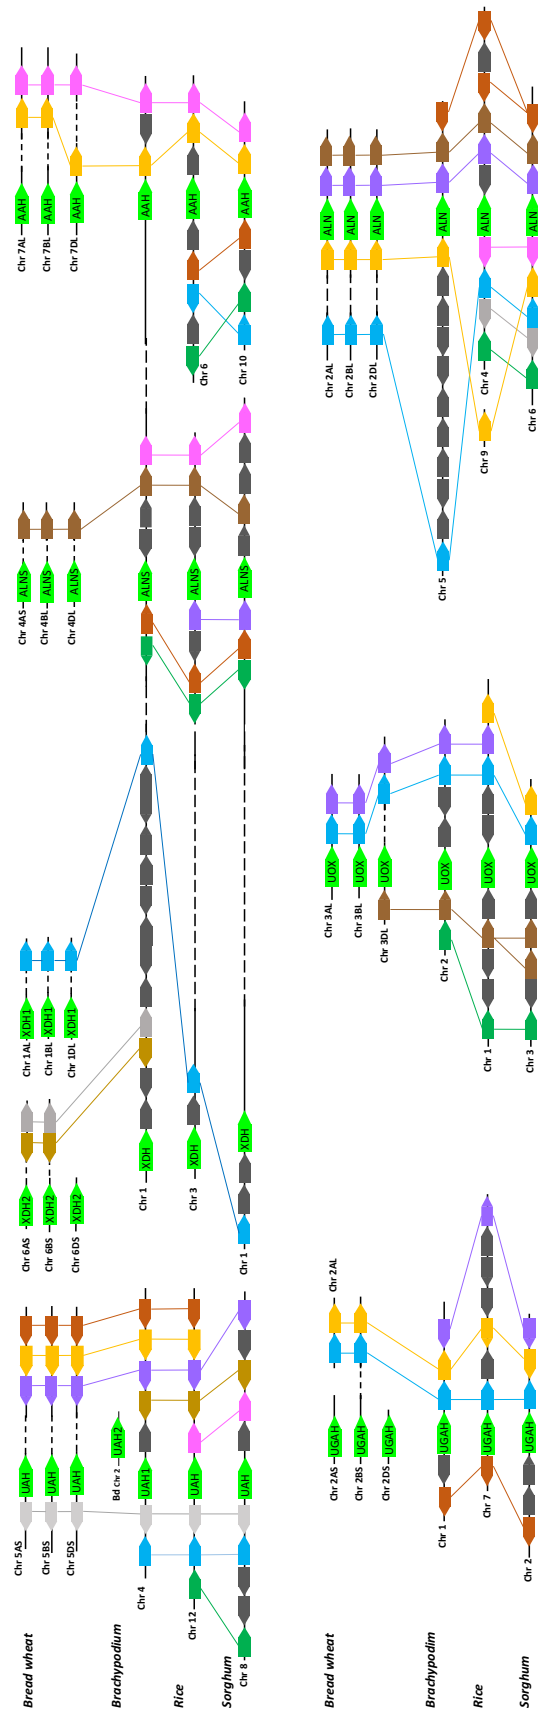 Bread wheat Chr 5AS UAH Chr 6AS XDH2 Chr 1AL XDH1 Chr 4AS ALNS Chr 7AL AAH
Chr 5BS UAH Chr 6BS XDH2 Chr 1BL XDH1 Chr 4BL ALNS Chr 7BL AAH
Chr 5DS UAH Chr 6DS XDH2 Chr 1DL XDH1 Chr 4DL ALNS Chr 7DL AAH
Bd Chr 2 UAH2
Brachypodium Chr 4 UAH1 Chr 1 XDH ALNS AAH
Rice Chr 12 UAH Chr 3 XDH ALNS Chr 6 AAH
Sorghum Chr 8 UAH Chr 1 XDH ALNS Chr 10 AAH
Bread wheat Chr 2AS UGAH Chr 2AL Chr 3AL UOX Chr 2AL ALN
Chr 2BS UGAH Chr 3BL UOX Chr 2BL ALN
Chr 2DS UGAH Chr 3DL UOX Chr 2DL ALN
Brachypodim Chr 1 UGAH Chr 2 UOX Chr 5 ALN
Rice Chr 7 UGAH Chr 1 UOX Chr 9 Chr 4 ALN
Sorghum Chr 2 UGAH Chr 3 UOX Chr 6 ALN